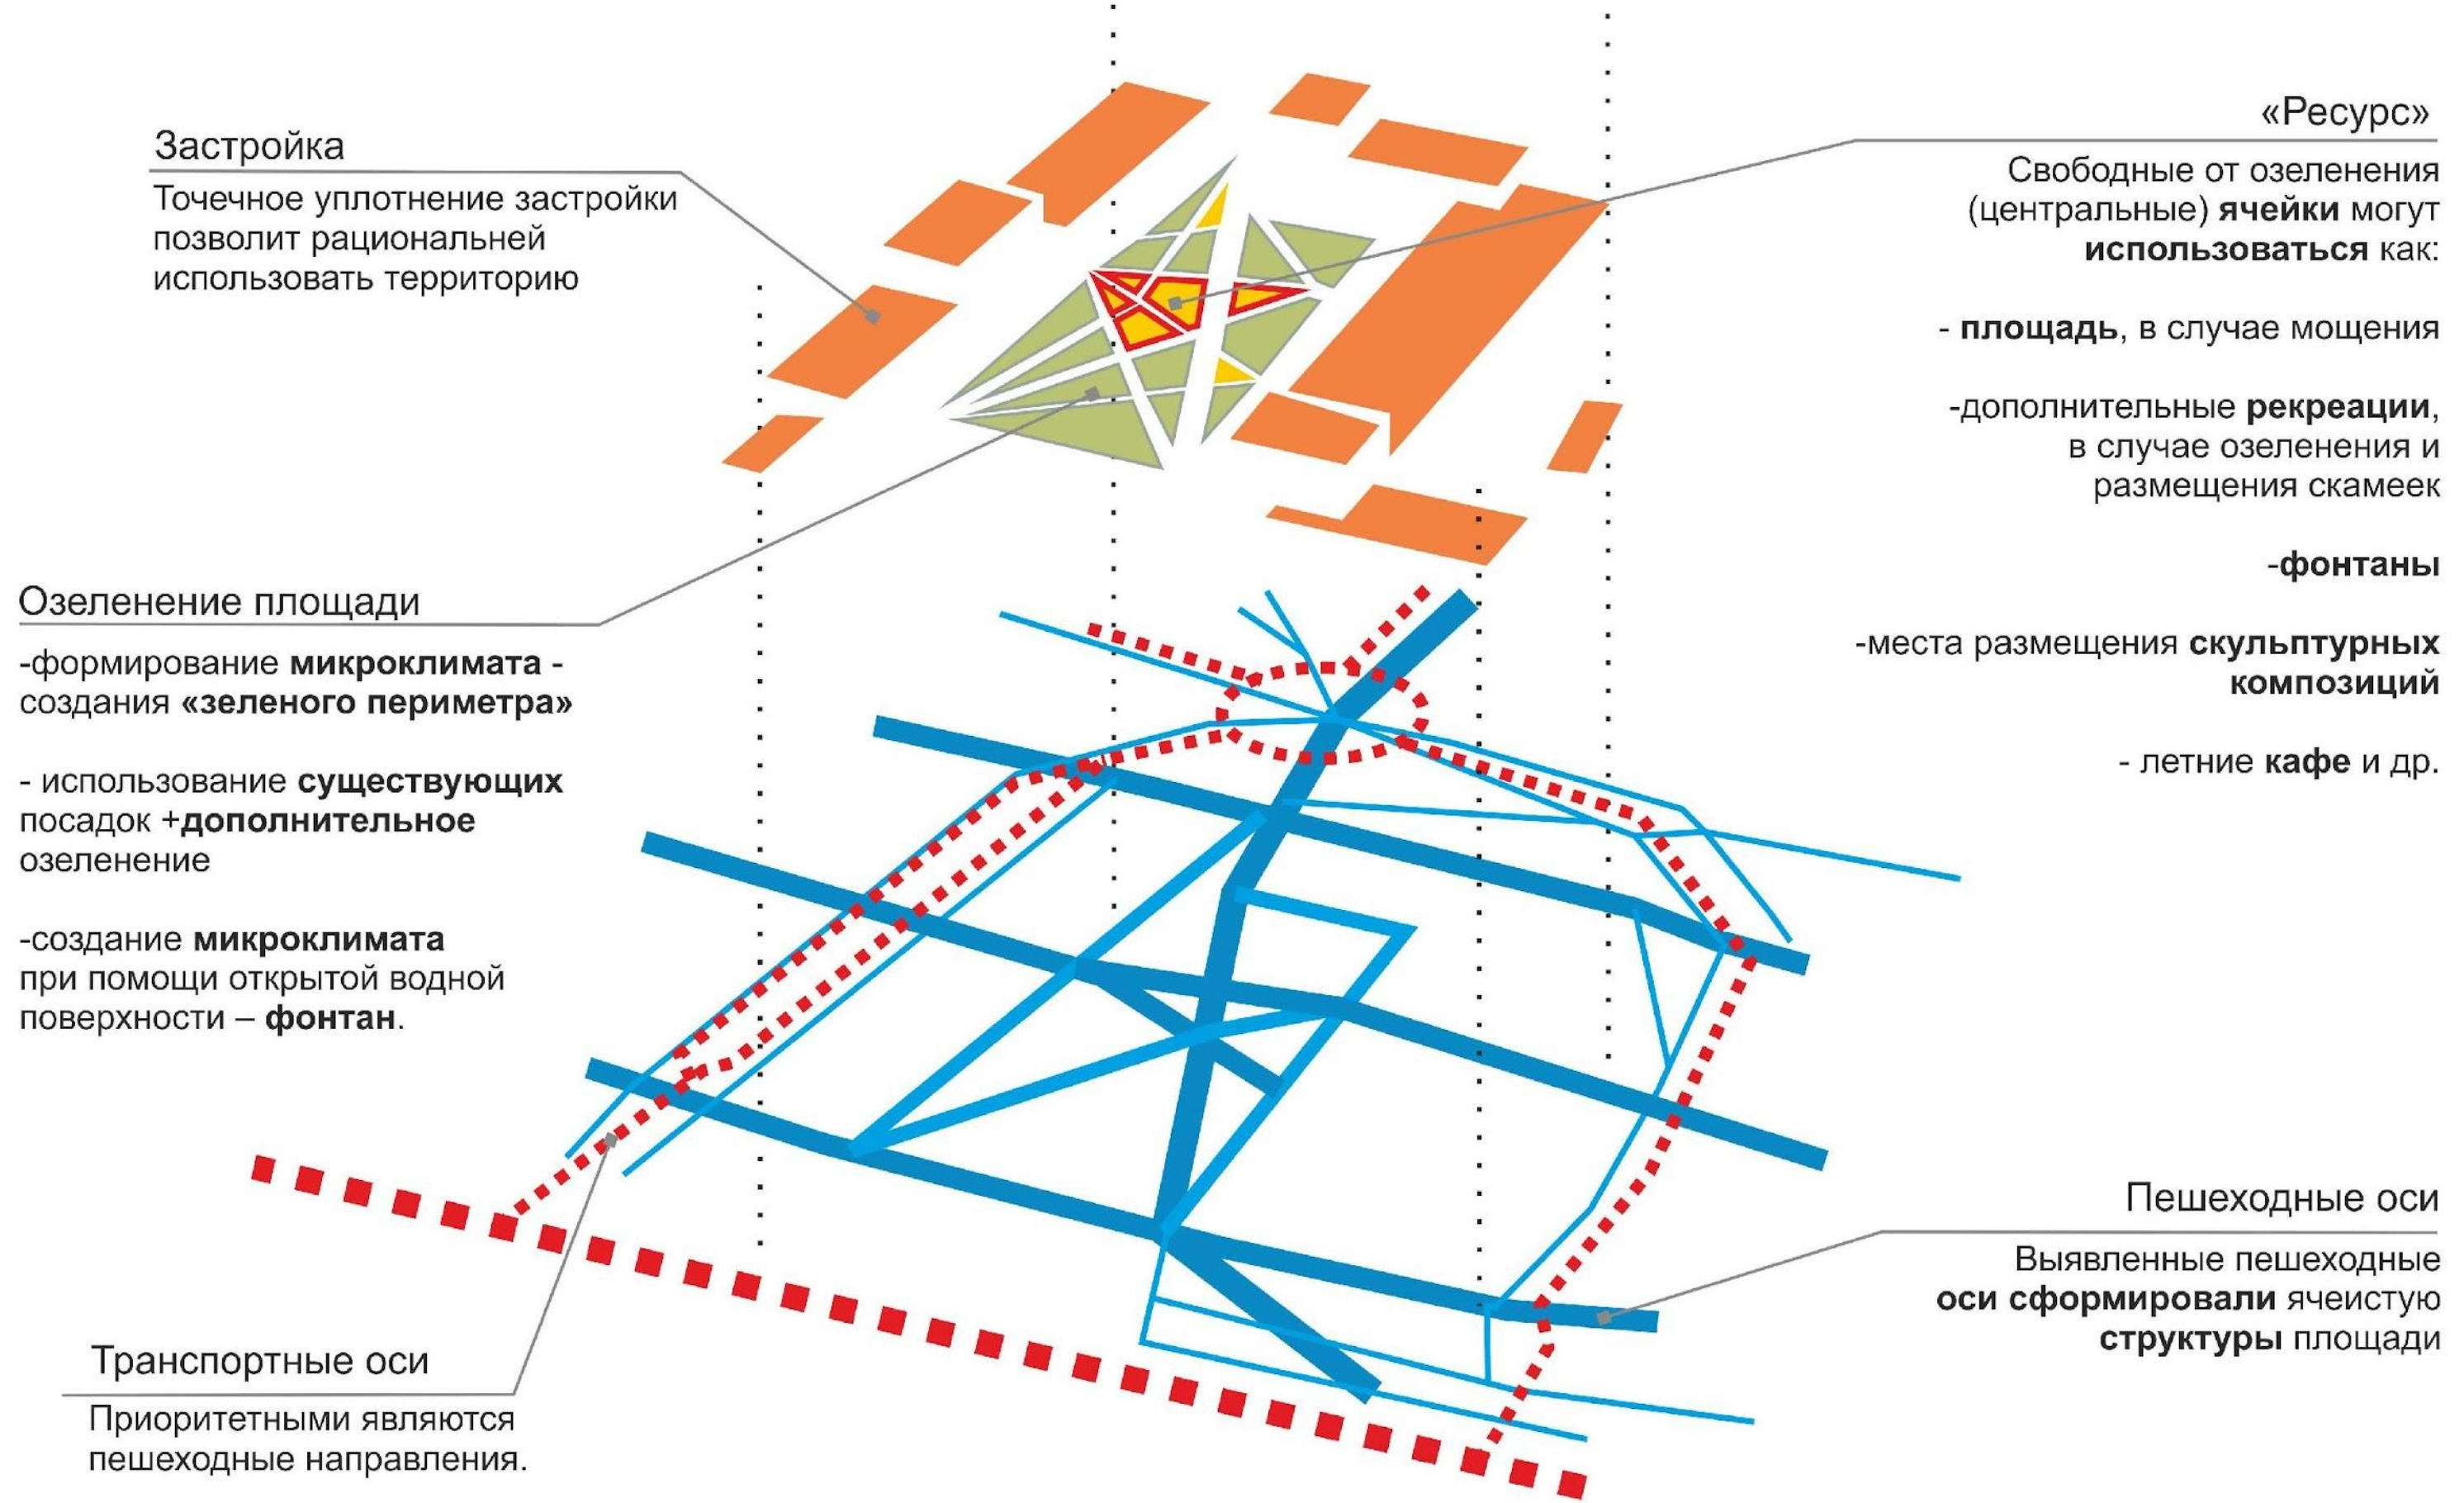 Застройка
Точечное уплотнение застройки
позволит рациональней
использовать территорию
Озеленение площади
-формирование микроклимата -
создания «зеленого периметра»
- использование существующих
посадок +дополнительное
озеленение
-создание микроклимата
при помощи открытой водной
поверхности – фонтан.
Транспортные оси
Приоритетными являются
пешеходные направления.
«Ресурс»
Свободные от озеленения
(центральные) ячейки могут
использоваться как:
- площадь, в случае мощения
-дополнительные рекреации,
в случае озеленения и
размещения скамеек
-фонтаны
-места размещения скульптурных
композиций
- летние кафе и др.
Пешеходные оси
Выявленные пешеходные
оси сформировали ячеистую
структуры площади